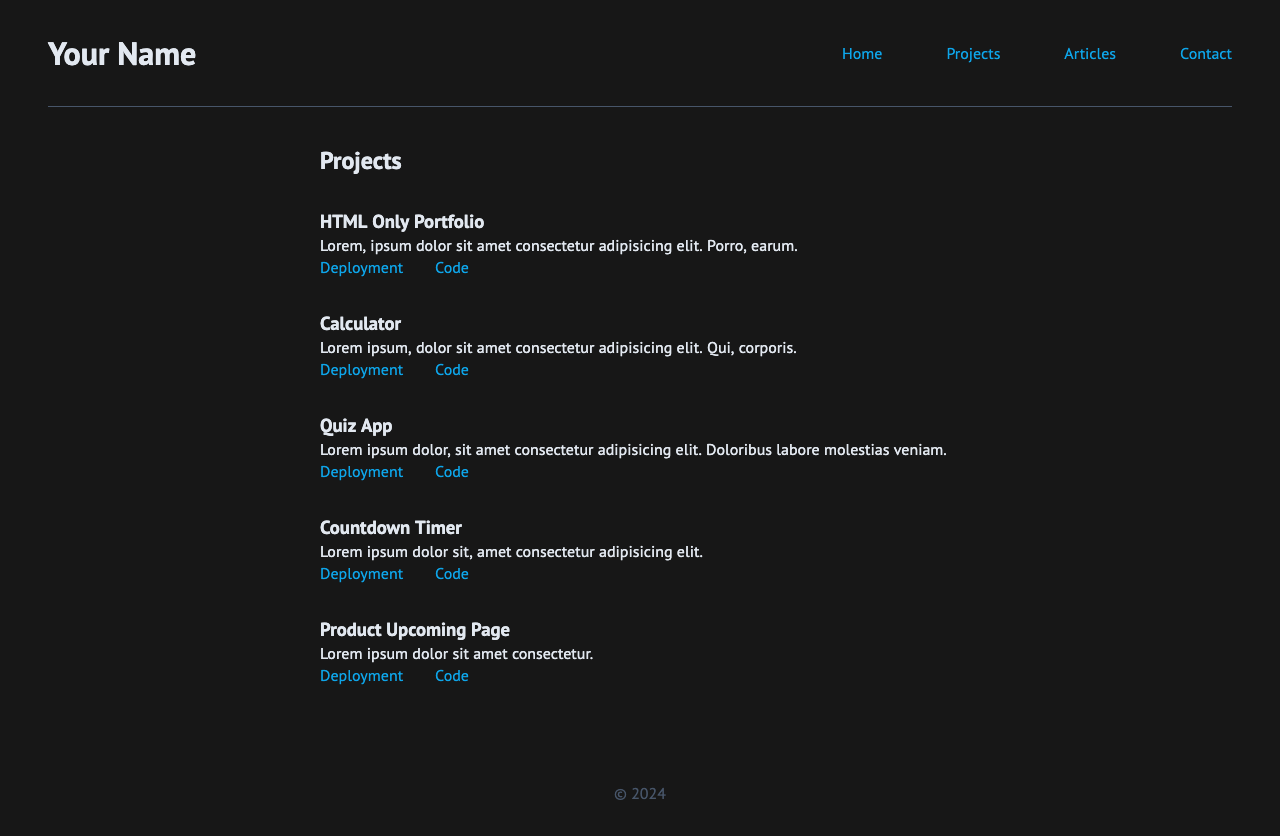 Your Name
Home Projects Articles Contact
Projects
HTML Only Portfolio
Lorem, ipsum dolor sit amet consectetur adipisicing elit. Porro, earum.
Deployment Code
Calculator
Lorem ipsum, dolor sit amet consectetur adipisicing elit. Qui, corporis.
Deployment Code
Quiz App
Lorem ipsum dolor, sit amet consectetur adipisicing elit. Doloribus labore molestias veniam.
Deployment Code
Countdown Timer
Lorem ipsum dolor sit, amet consectetur adipisicing elit.
Deployment Code
Product Upcoming Page
Lorem ipsum dolor sit amet consectetur.
Deployment Code
© 2024